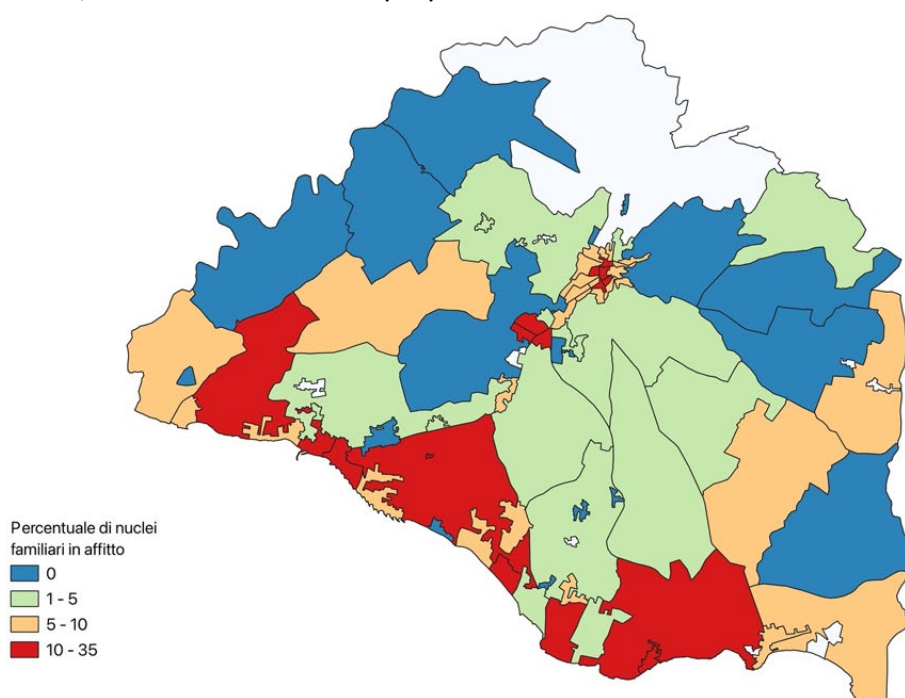 Percentuale di nuclei
familiari in affitto
0
1 - 5
5 - 10
10 - 35